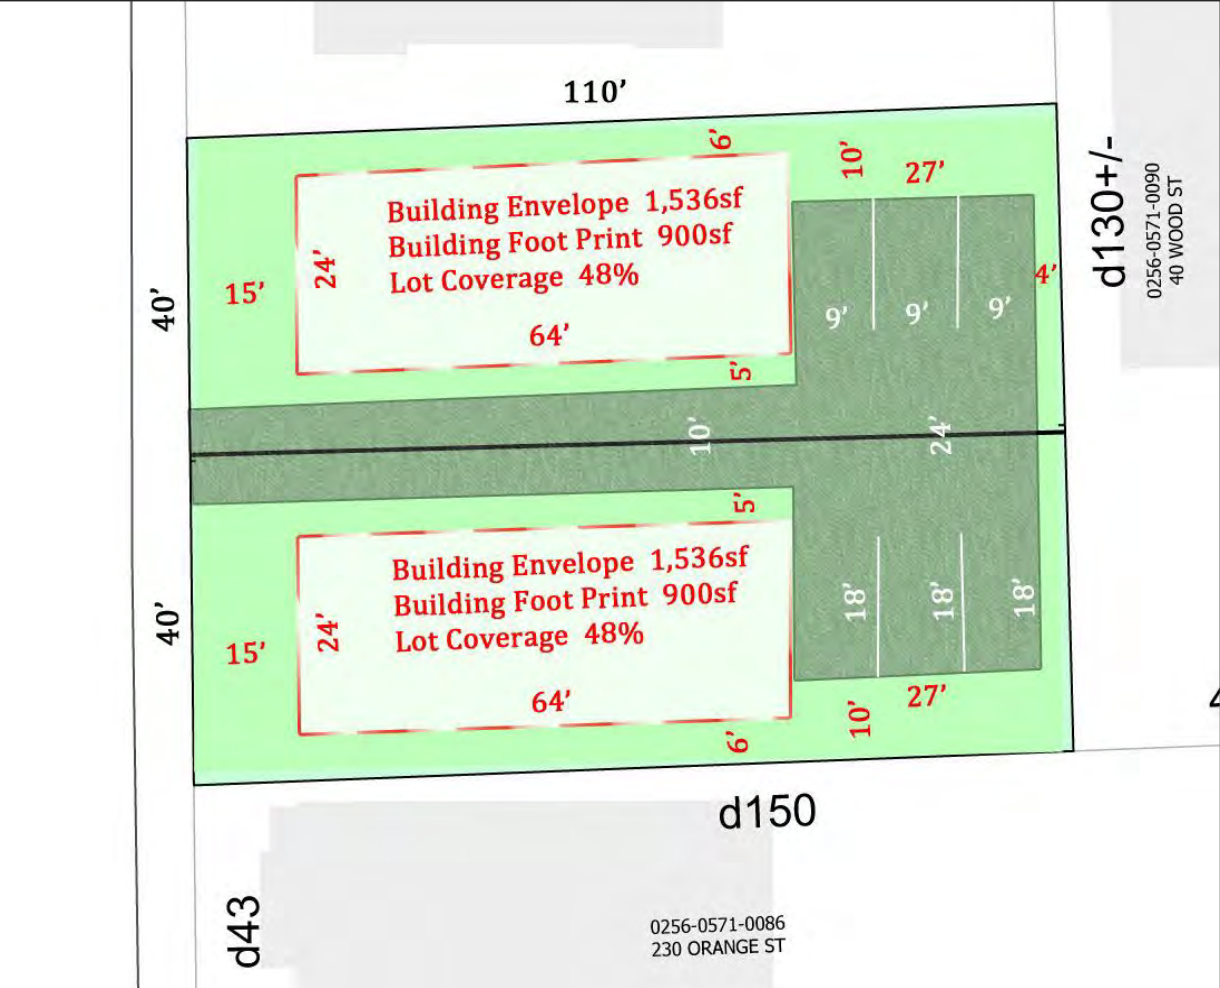 110’
6’
10’
27’
d130+/-
0256-0571-0090
40 WOOD ST
Building Envelope 1,536sf
Building Foot Print 900sf
Lot Coverage 48%
24’
15’
40’
64’
9’
9’
9’
4’
5’
10’
24’
5’
Building Envelope 1,536sf
Building Foot Print 900sf
Lot Coverage 48%
24’
15’
40’
64’
18’
18’
18’
27’
10’
6’
d150
d43
0256-0571-0086
230 ORANGE ST